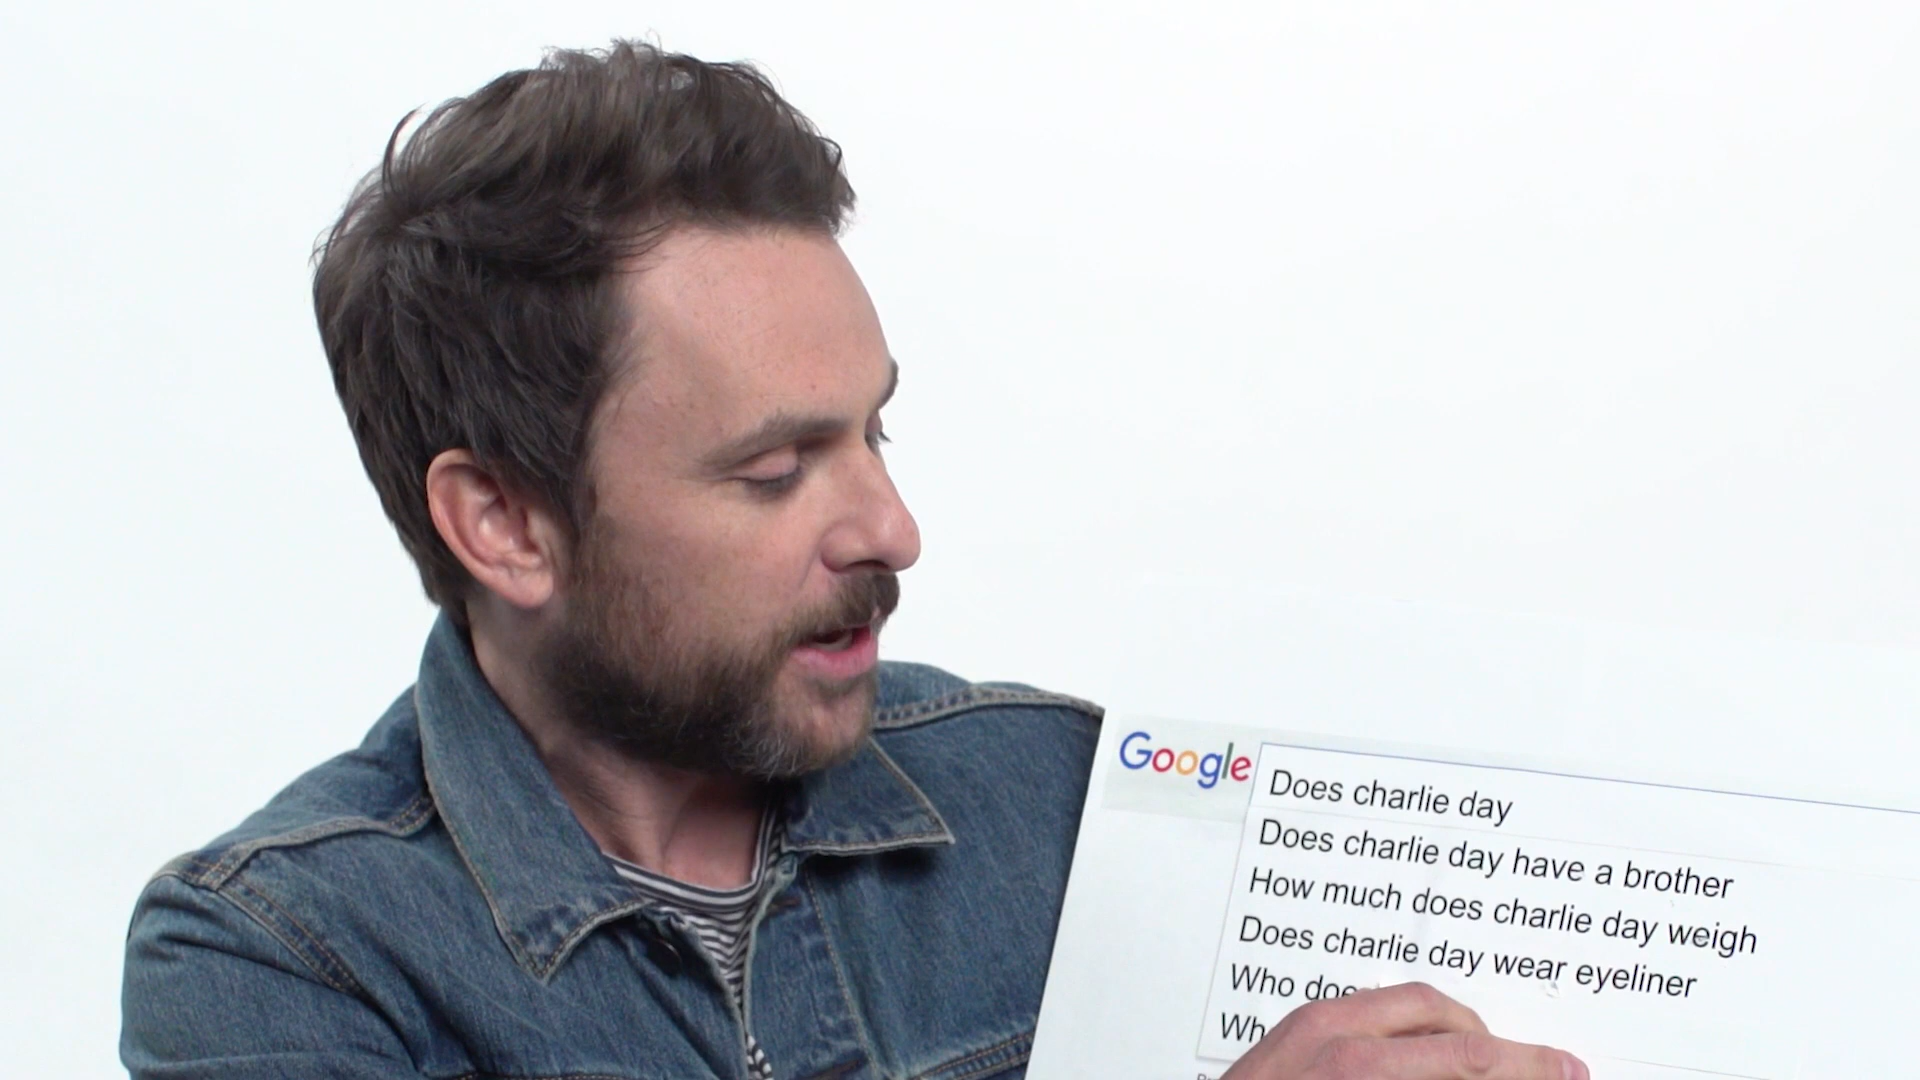 Google
Does charlie day
Does charlie day have a brother
How much does charlie day weigh
Does charlie day wear eyeliner
Who